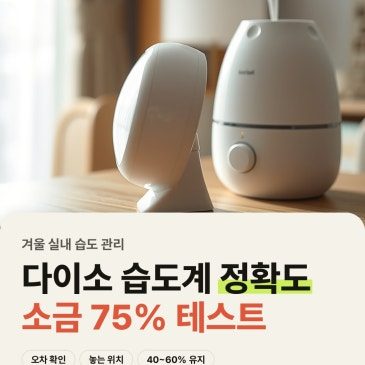 겨울 실내 습도 관리
다이소 습도계 정확도
소금 75% 테스트
오차 확인
놓는 위치
40~60% 유지